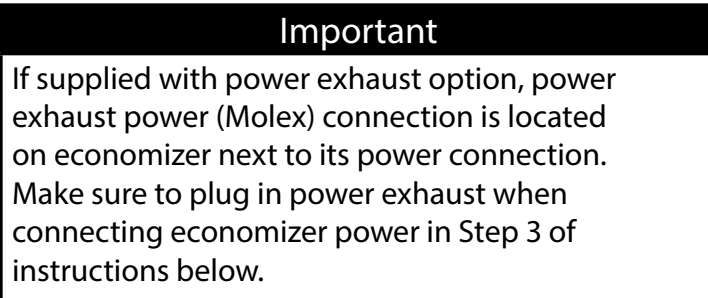 Important
If supplied with power exhaust option, power
exhaust power (Molex) connection is located
on economizer next to its power connection.
Make sure to plug in power exhaust when
connecting economizer power in Step 3 of
instructions below.